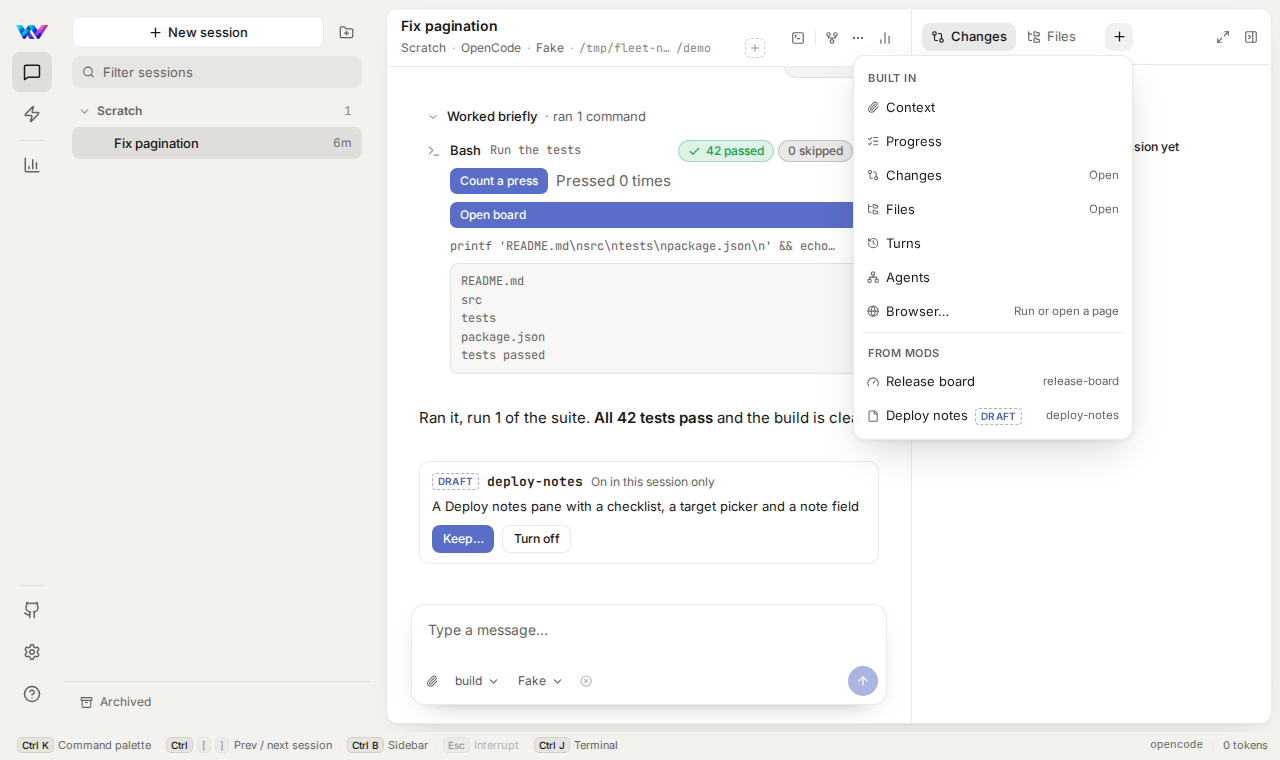 New session
Filter sessions
Scratch 1
Fix pagination 6m
Archived
Fix pagination
Scratch · OpenCode · Fake · /tmp/fleet-n… /demo
Worked briefly · ran 1 command
Bash Run the tests 42 passed 0 skipped
Count a press Pressed 0 times
Open board
printf 'README.md\nsrc\ntests\npackage.json\n' && echo…
README.md
src
tests
package.json
tests passed
Ran it, run 1 of the suite. All 42 tests pass and the build is
DRAFT deploy-notes On in this session only
A Deploy notes pane with a checklist, a target picker and a note field
Keep… Turn off
Type a message…
build Fake
Changes Files
BUILT IN
Context
Progress
Changes Open
Files Open
Turns
Agents
Browser… Run or open a page
FROM MODS
Release board release-board
Deploy notes DRAFT deploy-notes
yet
Ctrl K Command palette Ctrl [ ] Prev / next session Ctrl B Sidebar Esc Interrupt Ctrl J Terminal
opencode 0 tokens